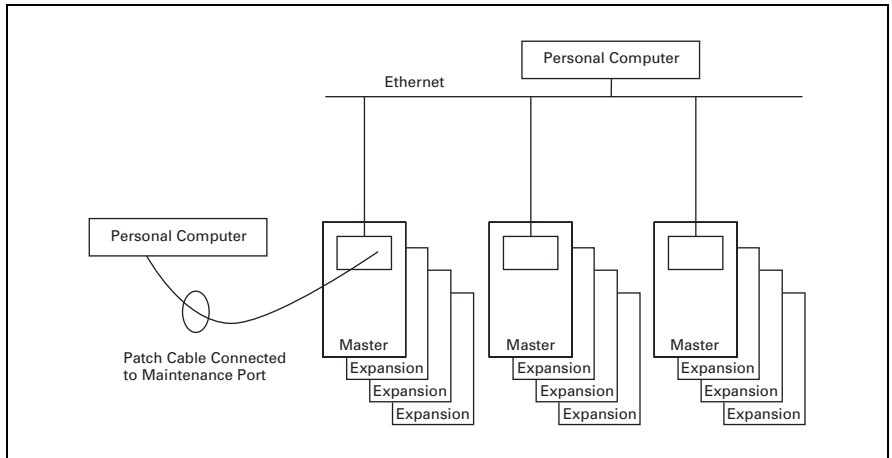 Personal Computer
Ethernet
Personal Computer
Patch Cable Connected
to Maintenance Port
Master
Expansion
Expansion
Expansion
Master
Expansion
Expansion
Expansion
Master
Expansion
Expansion
Expansion